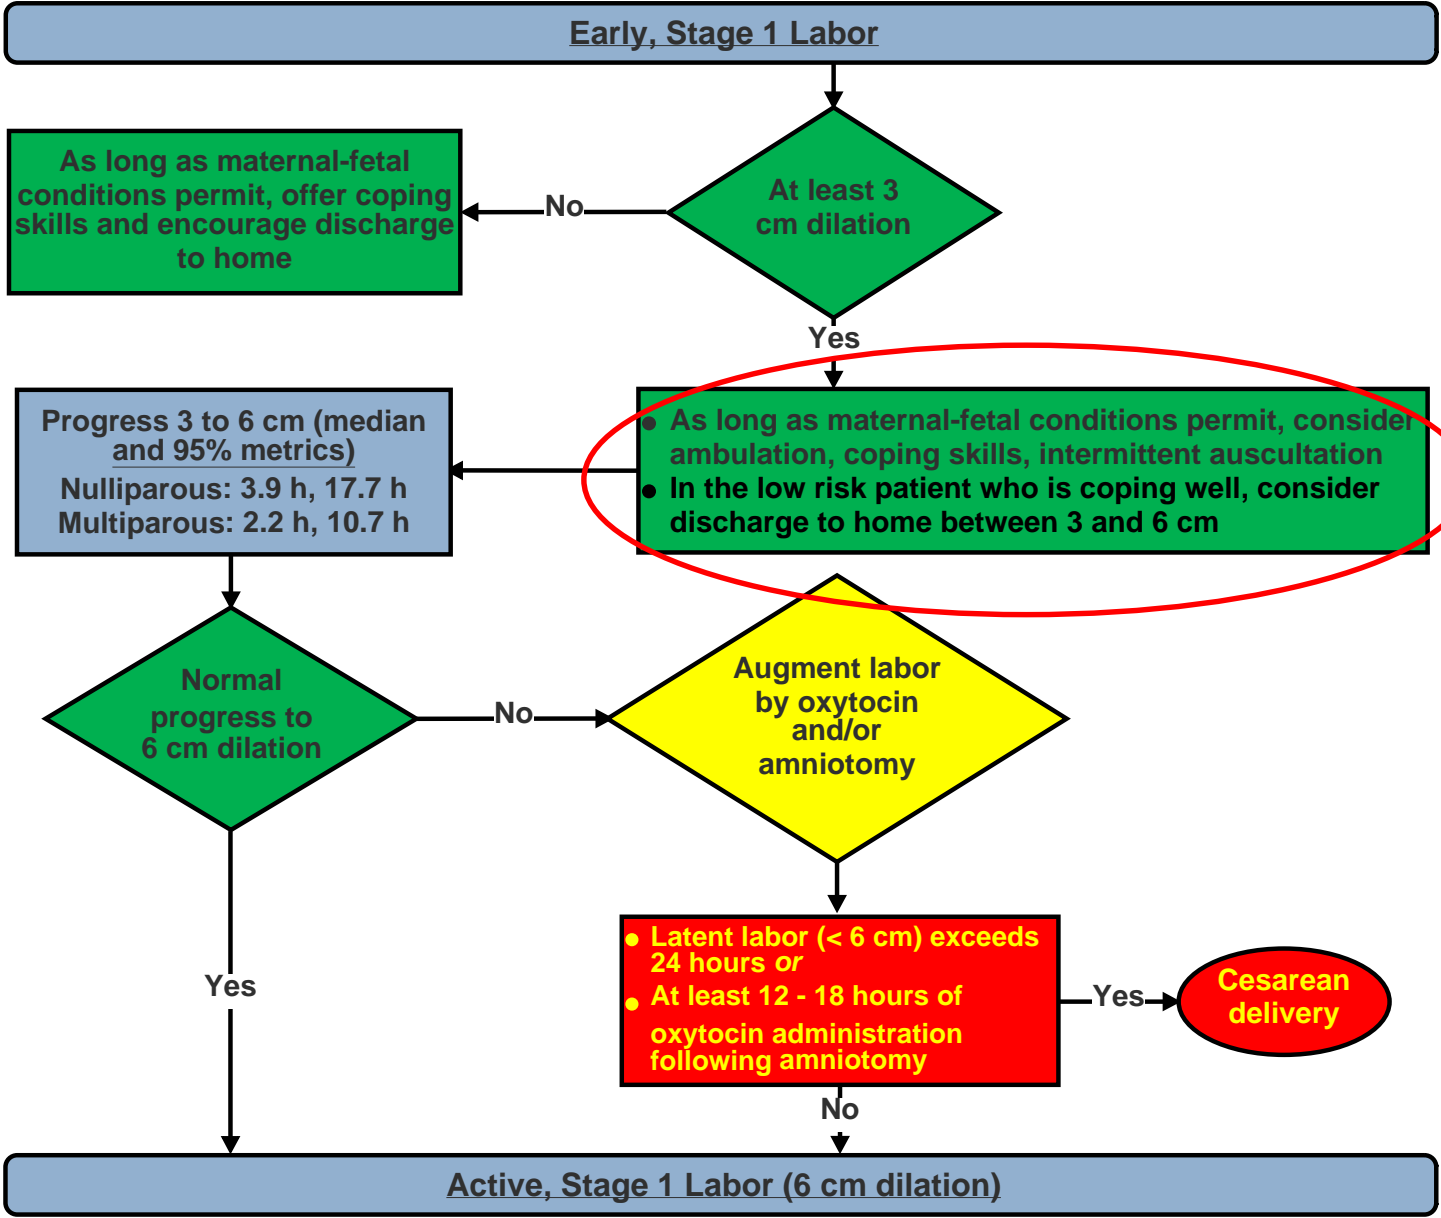 Early, Stage 1 Labor
At least 3
cm dilation
No
As long as maternal-fetal
conditions permit, offer coping
skills and encourage discharge
to home
Yes
● As long as maternal-fetal conditions permit, consider
ambulation, coping skills, intermittent auscultation
● In the low risk patient who is coping well, consider
discharge to home between 3 and 6 cm
Progress 3 to 6 cm (median
and 95% metrics)
Nulliparous: 3.9 h, 17.7 h
Multiparous: 2.2 h, 10.7 h
Normal
progress to
6 cm dilation
No
Augment labor
by oxytocin
and/or
amniotomy
● Latent labor (< 6 cm) exceeds
24 hours or
● At least 12 - 18 hours of
oxytocin administration
following amniotomy
Yes
Cesarean
delivery
Yes
No
Active, Stage 1 Labor (6 cm dilation)